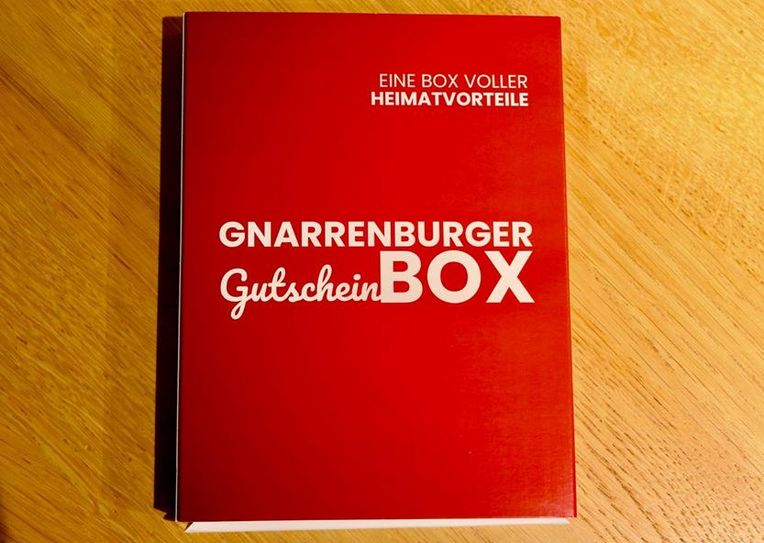 EINE BOX VOLLER
HEIMATVORTEILE
GNARRENBURGER
GutscheinBOX